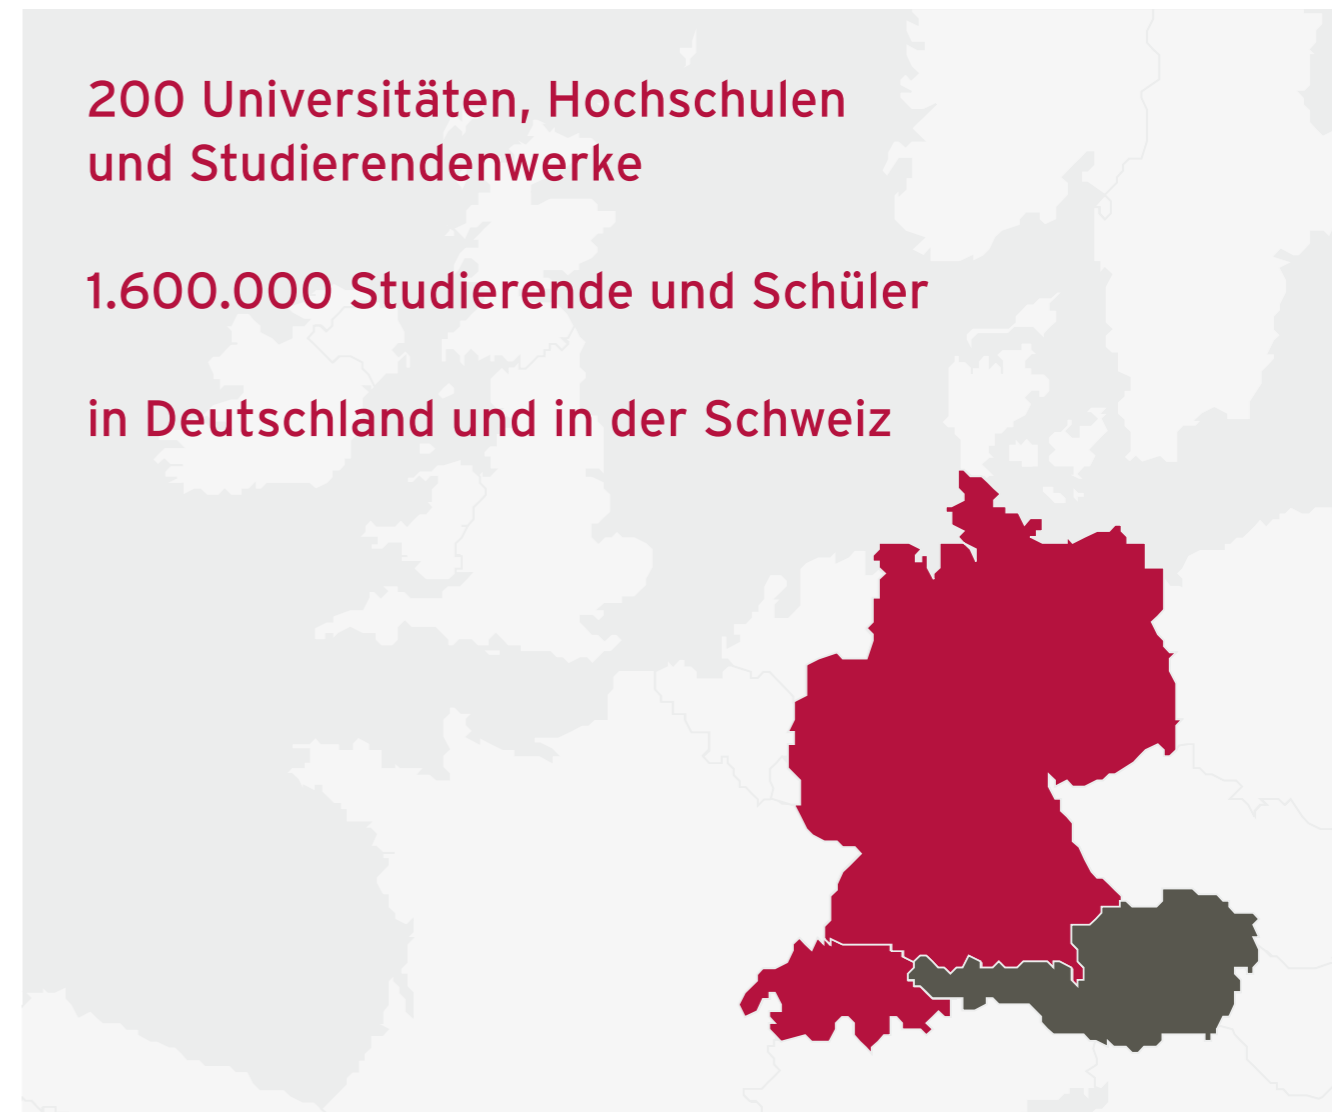 200 Universitäten, Hochschulen
und Studierendenwerke
1.600.000 Studierende und Schüler
in Deutschland und in der Schweiz